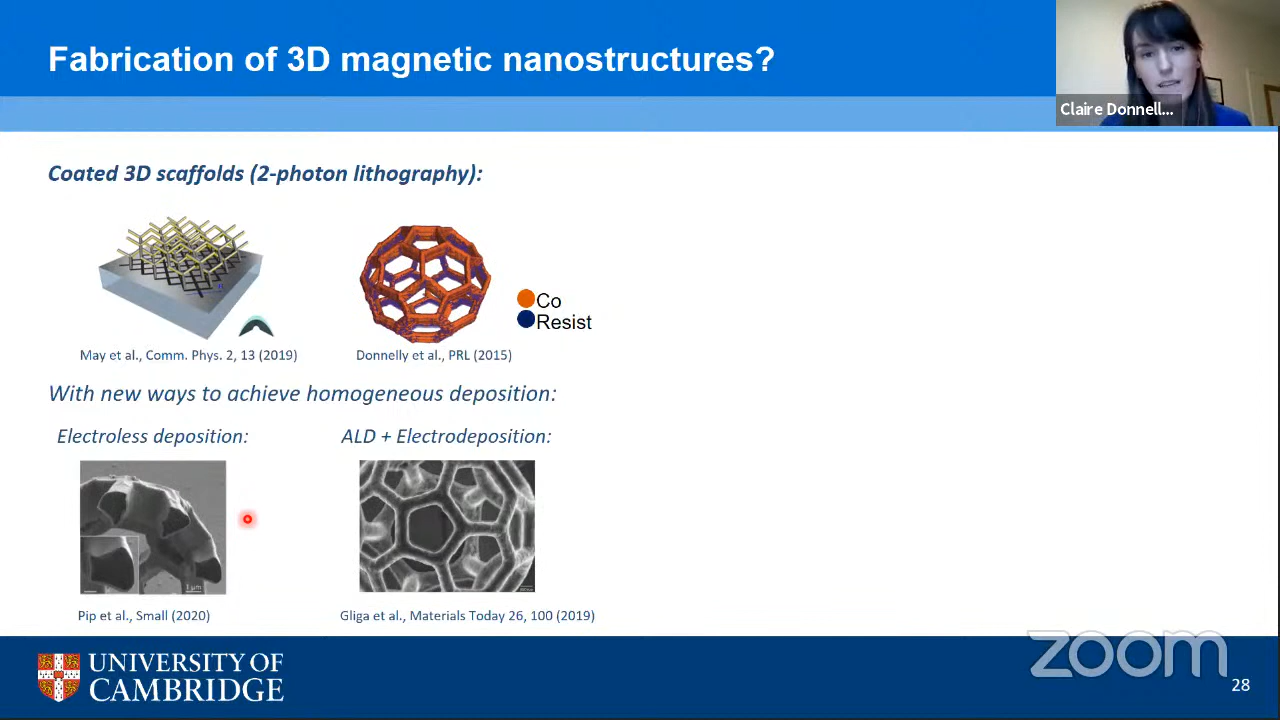 Fabrication of 3D magnetic nanostructures?
Claire Donnell...
Coated 3D scaffolds (2-photon lithography):
Co
Resist
May et al., Comm. Phys. 2, 13 (2019)
Donnelly et al., PRL (2015)
With new ways to achieve homogeneous deposition:
Electroless deposition:
ALD + Electrodeposition:
1 μm
Pip et al., Small (2020)
Gliga et al., Materials Today 26, 100 (2019)
UNIVERSITY OF
CAMBRIDGE
zoom
28